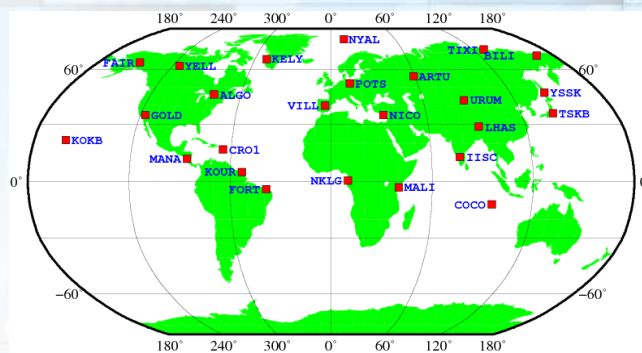 180° 240° 300° 0° 60° 120° 180°
NYAL
TIXI
BILI
FAIR
YELL
KELY
60°
60°
ARTU
POTS
ALGO
YSSK
URUM
VILL
GOLD
NICO
TSKB
LHAS
KOKB
CRO1
MANA
IISC
KOUR
0°
NKLG
FORT
MALI
COCO
−60°
−60°
180° 240° 300° 0° 60° 120° 180°